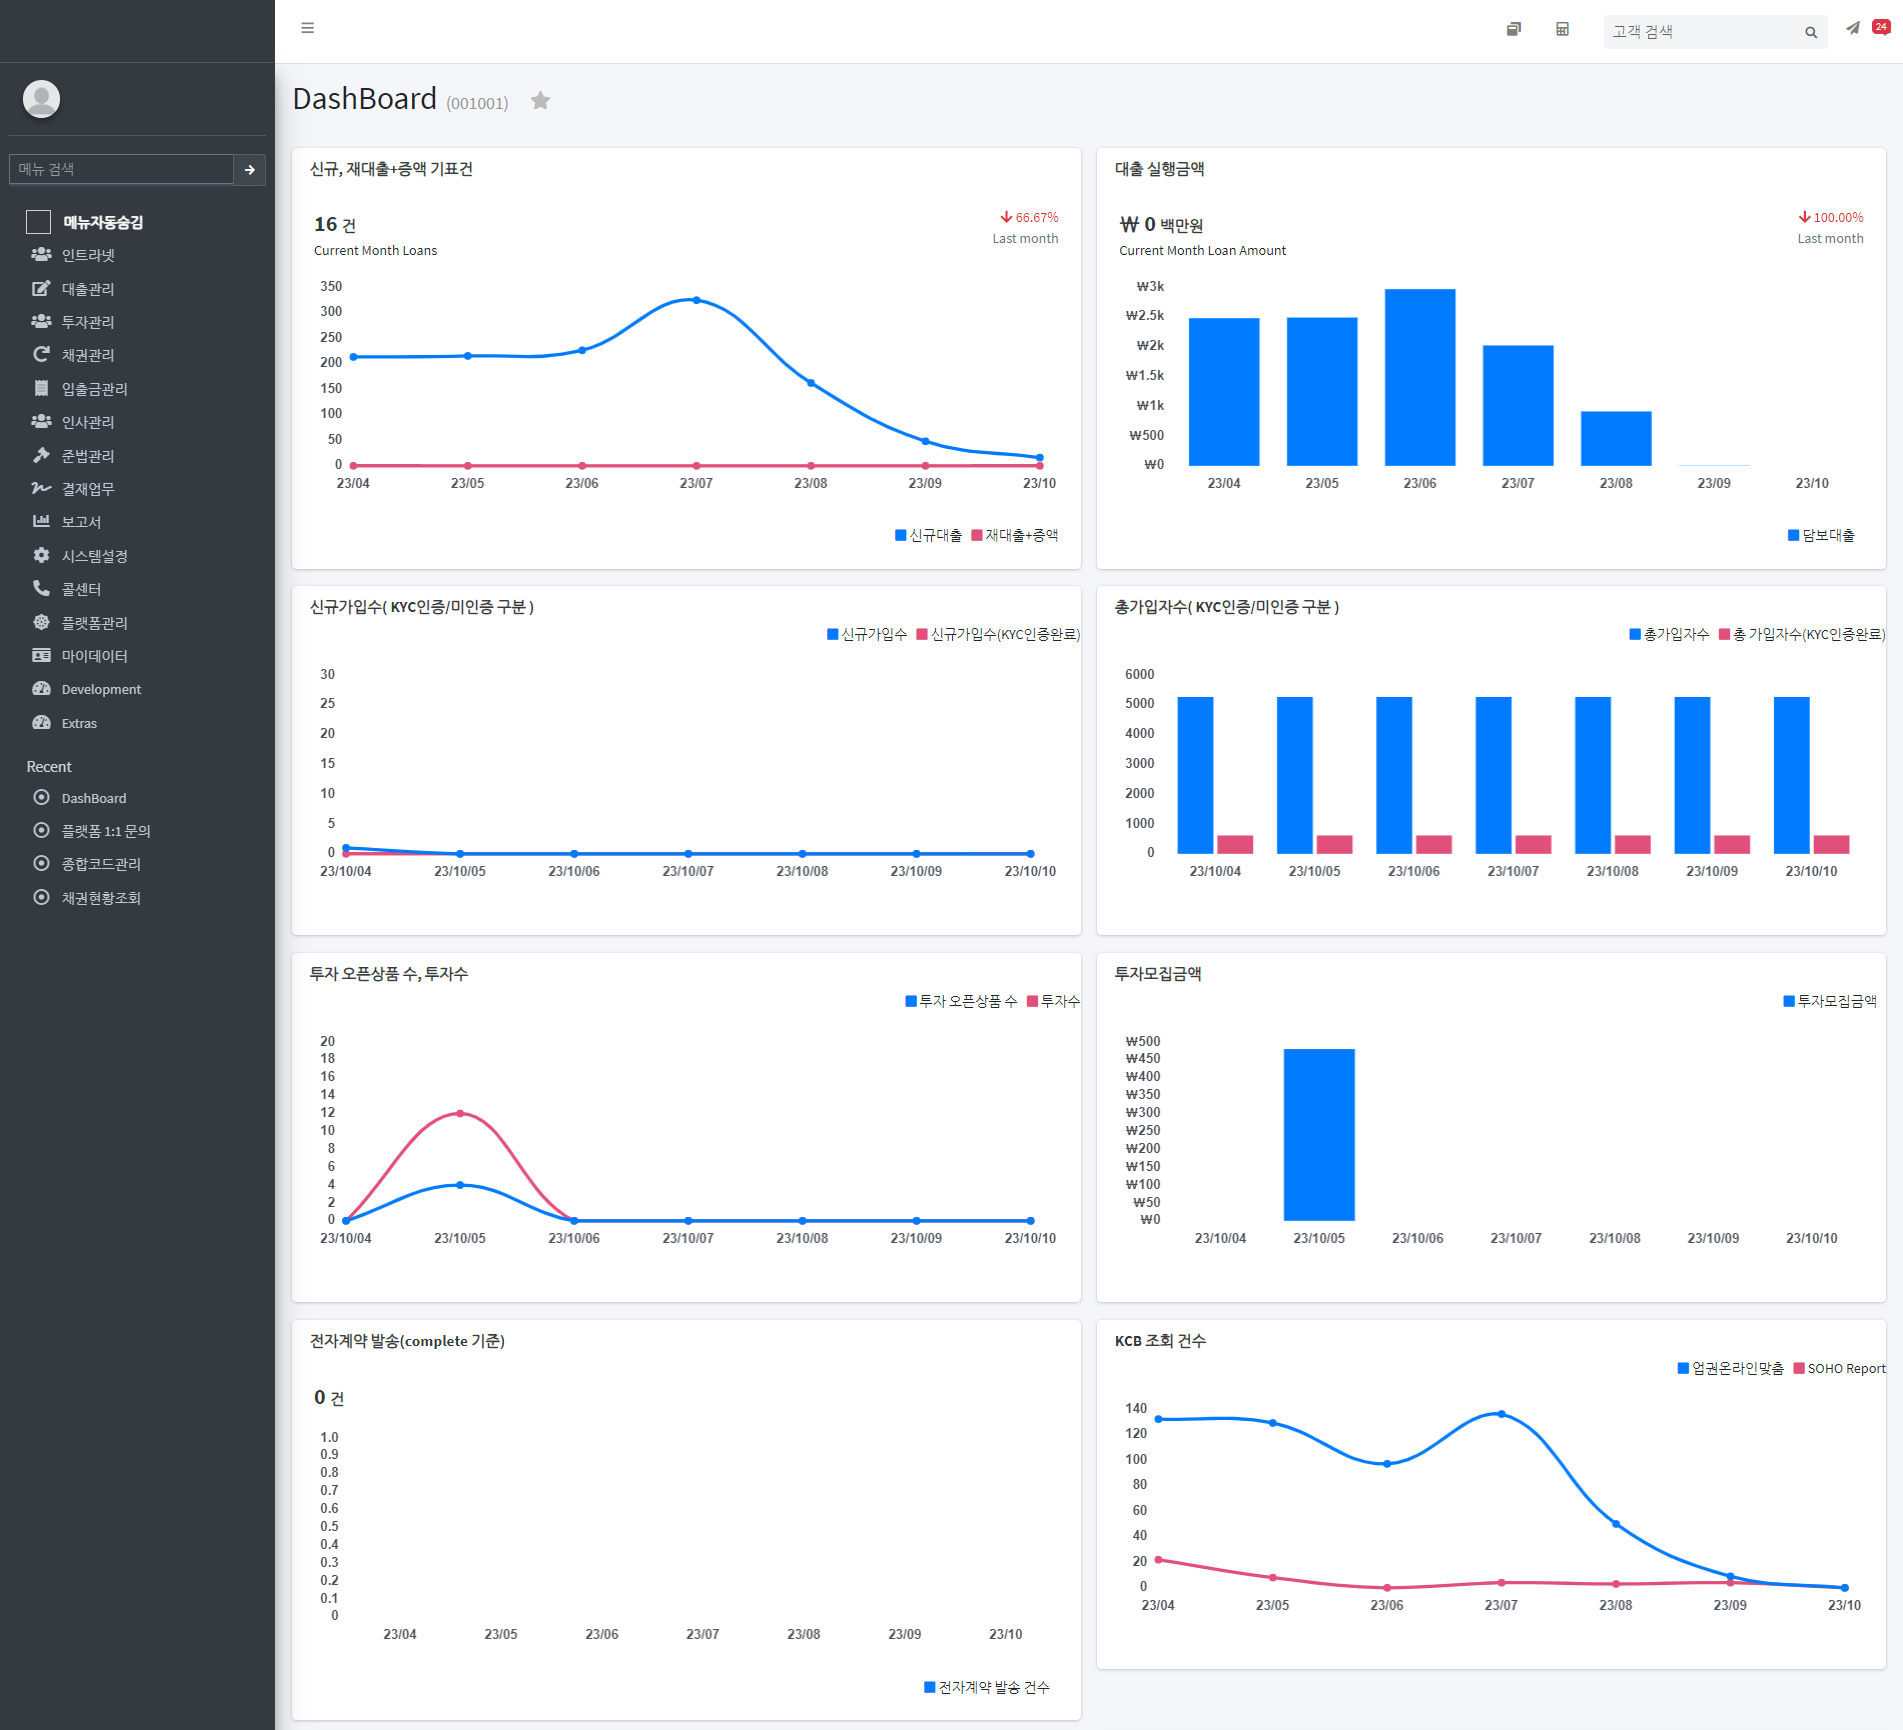 메뉴 검색
메뉴자동숨김
인트라넷
대출관리
투자관리
채권관리
입출금관리
인사관리
준법관리
결재업무
보고서
시스템설정
콜센터
플랫폼관리
마이데이터
Development
Extras
Recent
DashBoard
플랫폼 1:1 문의
종합코드관리
채권현황조회
고객 검색
24
DashBoard (001001)
신규, 재대출+증액 기표건
16 건
66.67%
Current Month Loans
Last month
350
300
250
200
150
100
50
0
23/04 23/05 23/06 23/07 23/08 23/09 23/10
신규대출 재대출+증액
대출 실행금액
₩ 0 백만원
100.00%
Current Month Loan Amount
Last month
₩3k
₩2.5k
₩2k
₩1.5k
₩1k
₩500
₩0
23/04 23/05 23/06 23/07 23/08 23/09 23/10
담보대출
신규가입수( KYC인증/미인증 구분 )
신규가입수 신규가입수(KYC인증완료)
30
25
20
15
10
5
0
23/10/04 23/10/05 23/10/06 23/10/07 23/10/08 23/10/09 23/10/10
총가입자수( KYC인증/미인증 구분 )
총가입자수 총 가입자수(KYC인증완료)
6000
5000
4000
3000
2000
1000
0
23/10/04 23/10/05 23/10/06 23/10/07 23/10/08 23/10/09 23/10/10
투자 오픈상품 수, 투자수
투자 오픈상품 수 투자수
20
18
16
14
12
10
8
6
4
2
0
23/10/04 23/10/05 23/10/06 23/10/07 23/10/08 23/10/09 23/10/10
투자모집금액
투자모집금액
₩500
₩450
₩400
₩350
₩300
₩250
₩200
₩150
₩100
₩50
₩0
23/10/04 23/10/05 23/10/06 23/10/07 23/10/08 23/10/09 23/10/10
전자계약 발송(complete 기준)
0 건
1.0
0.9
0.8
0.7
0.6
0.5
0.4
0.3
0.2
0.1
0
23/04 23/05 23/06 23/07 23/08 23/09 23/10
전자계약 발송 건수
KCB 조회 건수
업권온라인맞춤 SOHO Report
140
120
100
80
60
40
20
0
23/04 23/05 23/06 23/07 23/08 23/09 23/10